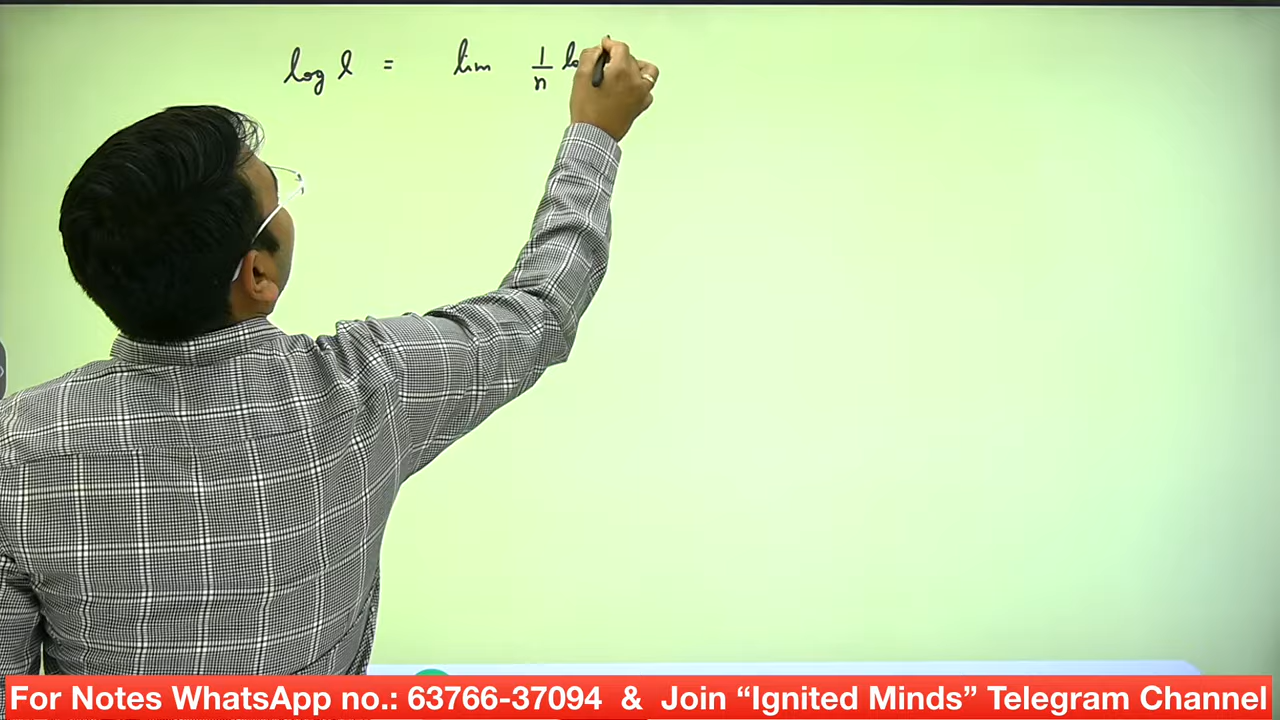 log l = lim 1/n lo
For Notes WhatsApp no.: 63766-37094 & Join “Ignited Minds” Telegram Channel